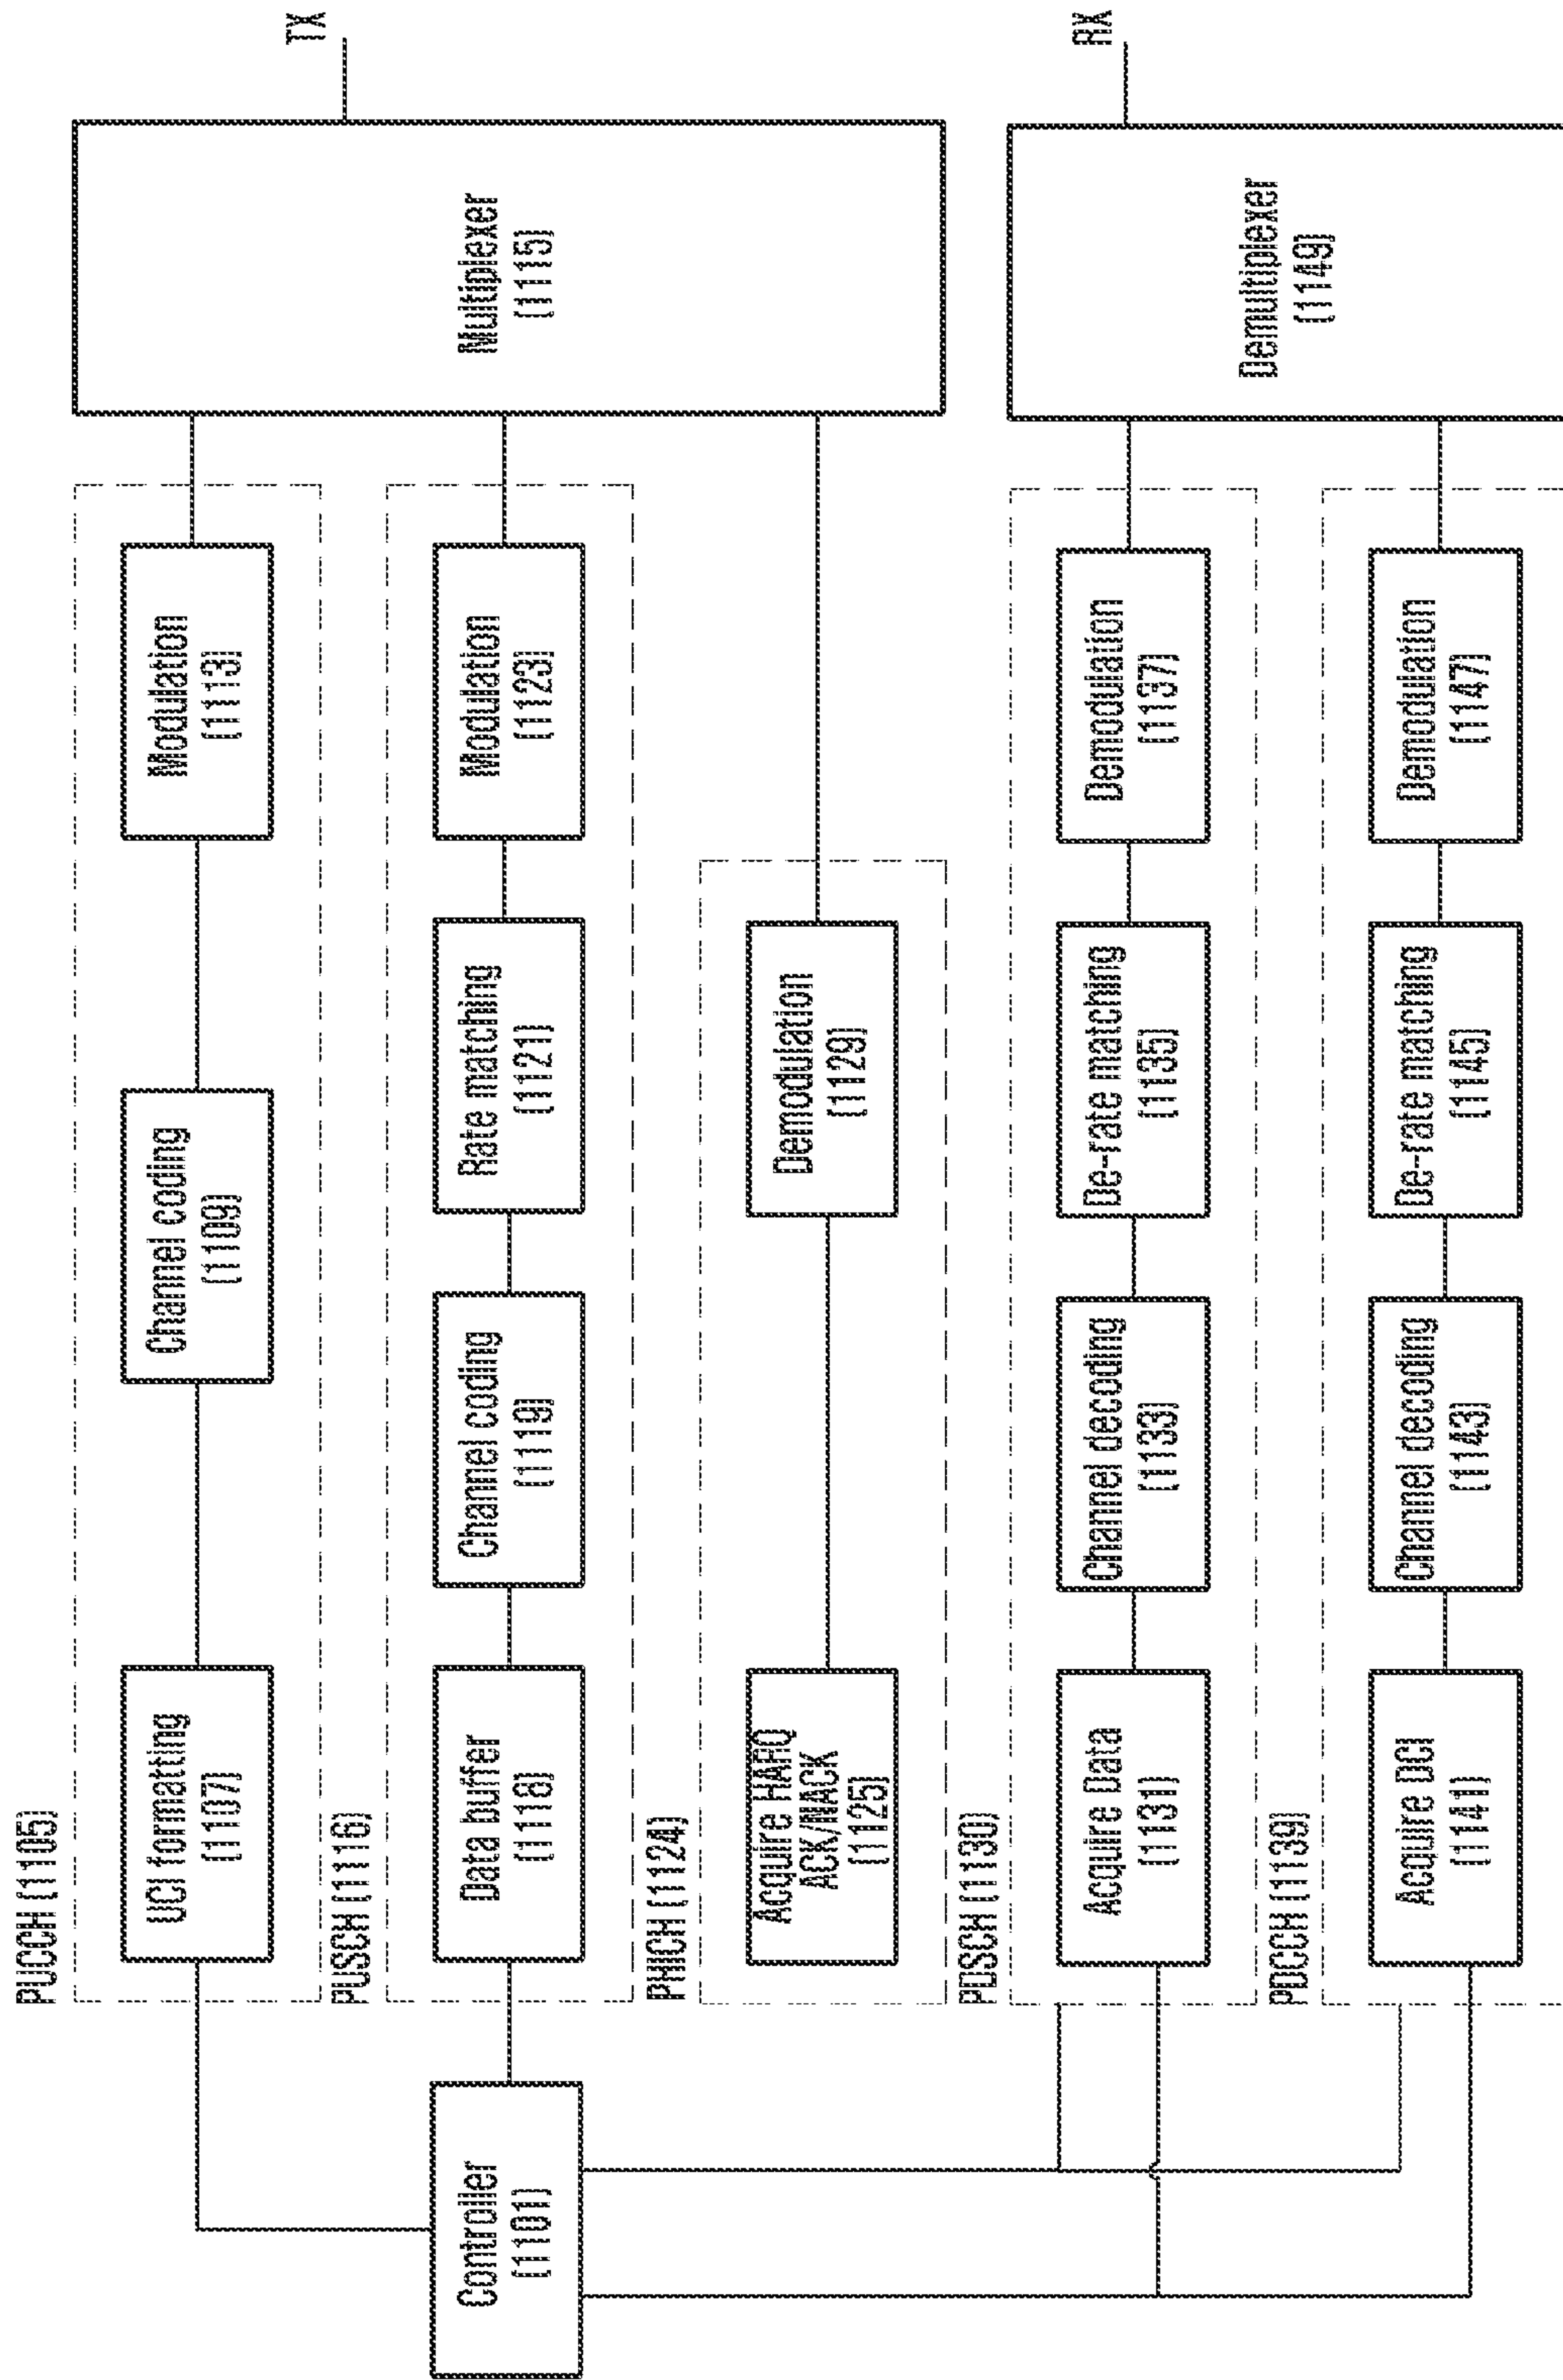 TX
Multiplexer
(1115)
PUCCH (1105)
UCI formatting
(1107)
Channel coding
(1109)
Modulation
(1113)
PUSCH (1116)
Data buffer
(1118)
Channel coding
(1119)
Rate matching
(1121)
Modulation
(1123)
PHICH (1124)
Acquire HARQ
ACK/NACK
(1125)
Demodulation
(1129)
Controller
(1101)
RX
Demultiplexer
(1149)
PDSCH (1130)
Acquire Data
(1131)
Channel decoding
(1133)
De-rate matching
(1135)
Demodulation
(1137)
PDCCH (1139)
Acquire DCI
(1141)
Channel decoding
(1143)
De-rate matching
(1145)
Demodulation
(1147)